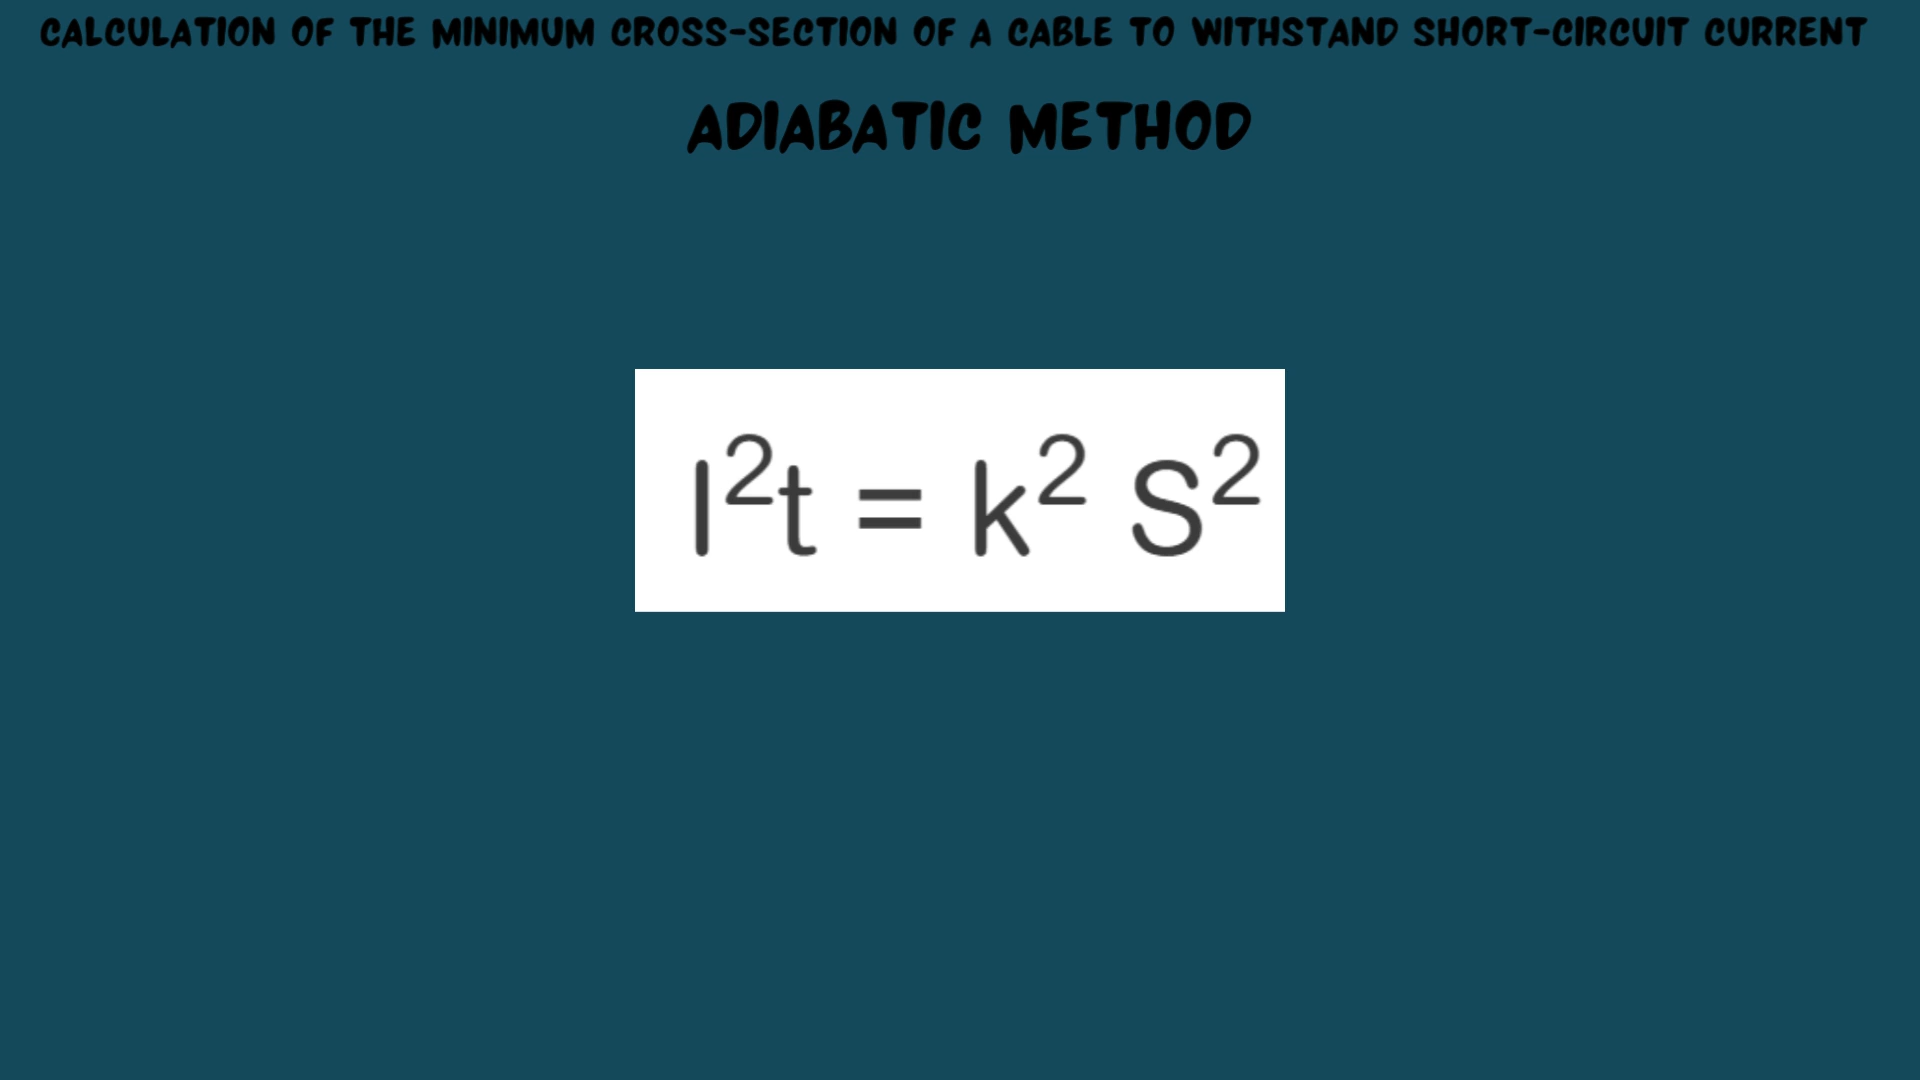 CALCULATION OF THE MINIMUM CROSS-SECTION OF A CABLE TO WITHSTAND SHORT-CIRCUIT CURRENT
ADIABATIC METHOD
I²t = k² S²